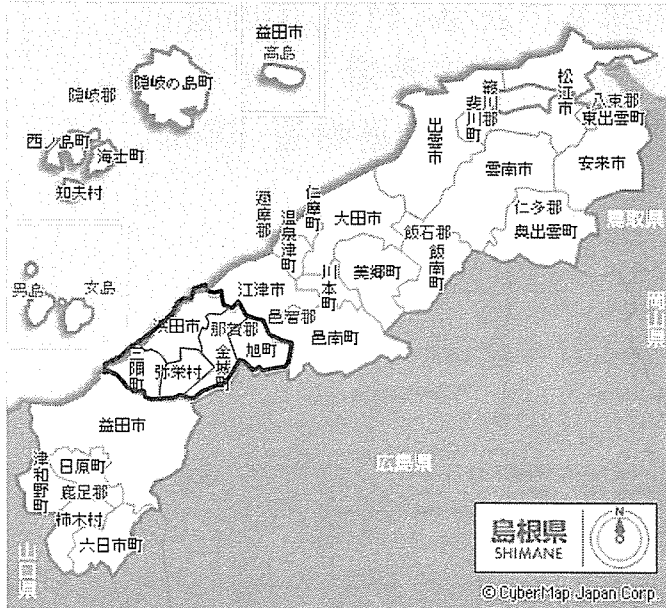 益田市
高島
隠岐の島町
隠岐郡
西ノ島町
海士町
知夫村
松江市
簸川郡
斐川町
八束郡
東出雲町
出雲市
安来市
雲南市
仁多郡
奥出雲町
鳥取県
仁摩町
邇摩郡
温泉津町
大田市
飯石郡
飯南町
美郷町
川本町
岡山県
男島
女島
江津市
邑智郡
邑南町
浜田市
那賀郡
旭町
金城町
三隅町
弥栄村
益田市
広島県
津和野町
日原町
鹿足郡
柿木村
六日市町
山口県
島根県
SHIMANE
N
© CyberMap Japan Corp.